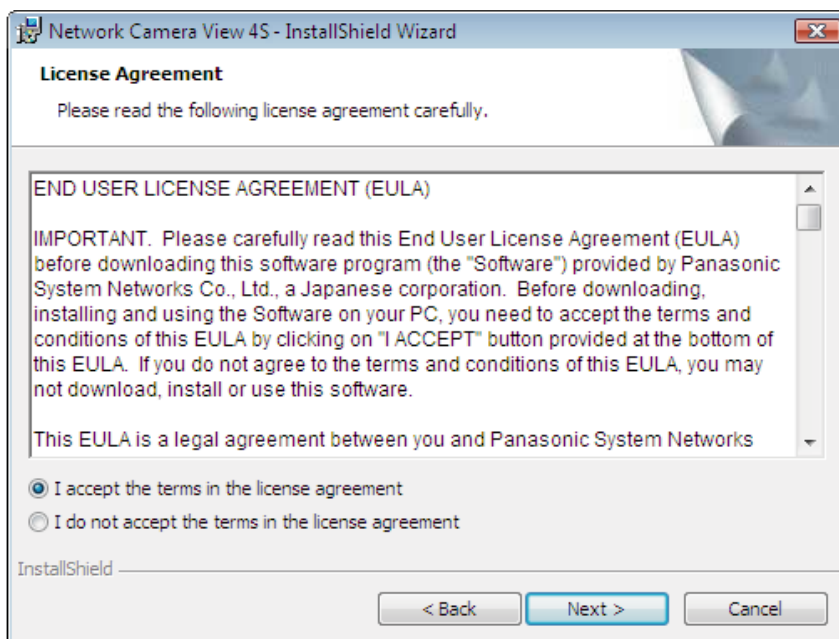 Network Camera View 4S - InstallShield Wizard
License Agreement
Please read the following license agreement carefully.
END USER LICENSE AGREEMENT (EULA)
IMPORTANT.  Please carefully read this End User License Agreement (EULA)
before downloading this software program (the "Software") provided by Panasonic
System Networks Co., Ltd., a Japanese corporation.  Before downloading,
installing and using the Software on your PC, you need to accept the terms and
conditions of this EULA by clicking on "I ACCEPT" button provided at the bottom of
this EULA.  If you do not agree to the terms and conditions of this EULA, you may
not download, install or use this software.
This EULA is a legal agreement between you and Panasonic System Networks
I accept the terms in the license agreement
I do not accept the terms in the license agreement
InstallShield
< Back
Next >
Cancel